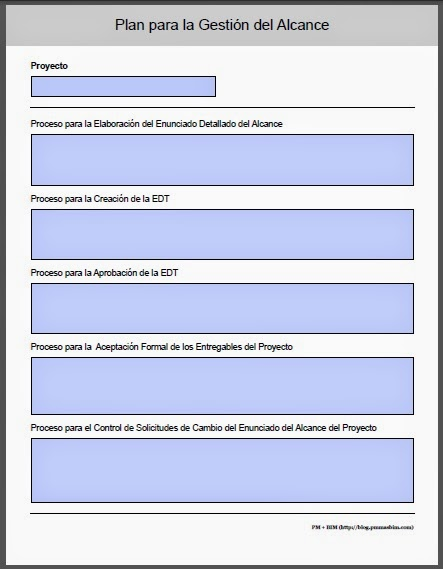 Plan para la Gestión del Alcance
Proyecto
Proceso para la Elaboración del Enunciado Detallado del Alcance
Proceso para la Creación de la EDT
Proceso para la Aprobación de la EDT
Proceso para la Aceptación Formal de los Entregables del Proyecto
Proceso para el Control de Solicitudes de Cambio del Enunciado del Alcance del Proyecto
PM + BIM (http://blog.pmmasbim.com)